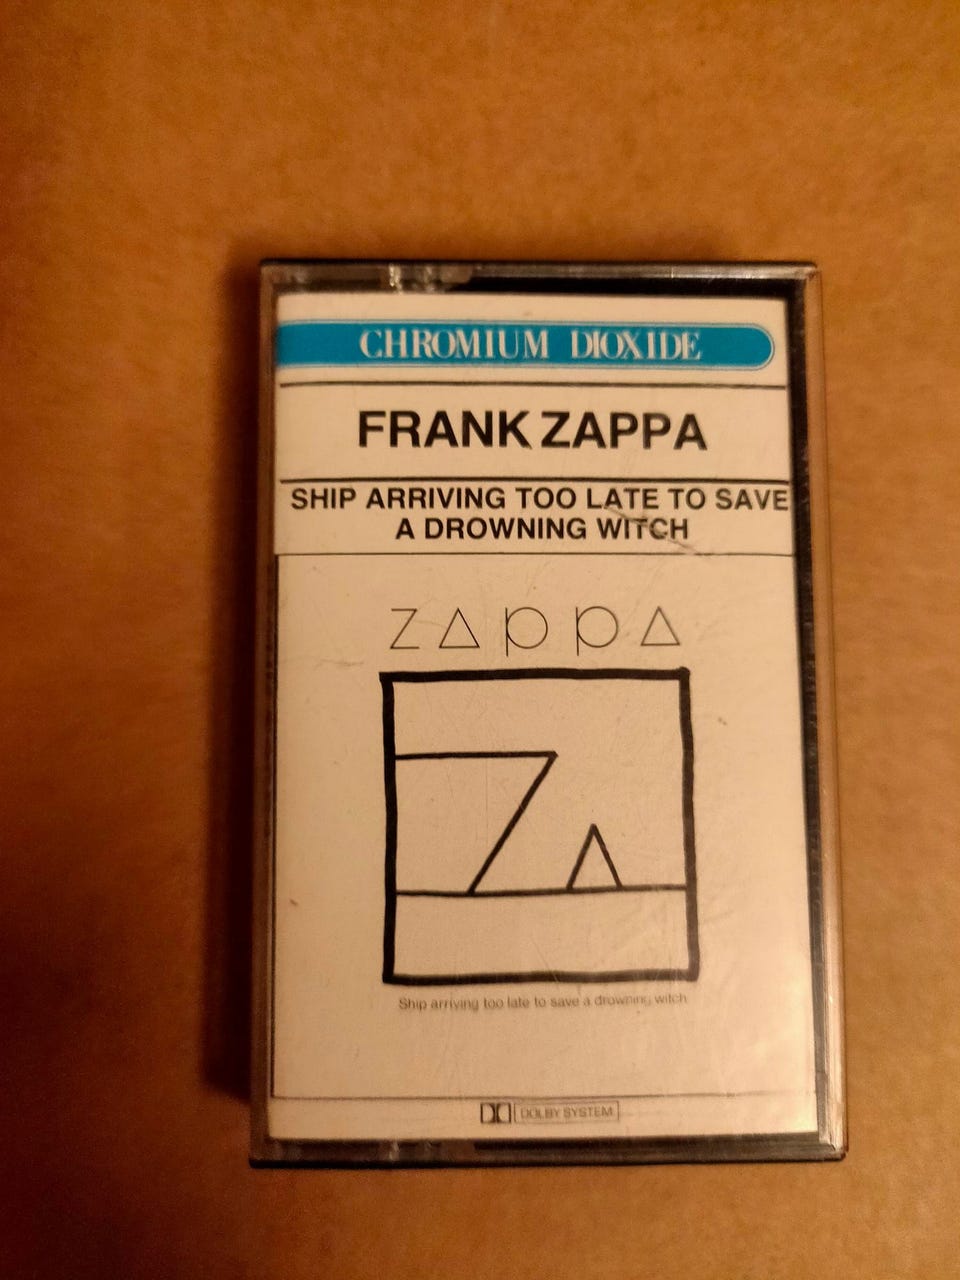 CHROMIUM DIOXIDE
FRANK ZAPPA
SHIP ARRIVING TOO LATE TO SAVE
A DROWNING WITCH
ZAPPA
ZA
Ship arriving too late to save a drowning witch
DOLBY SYSTEM